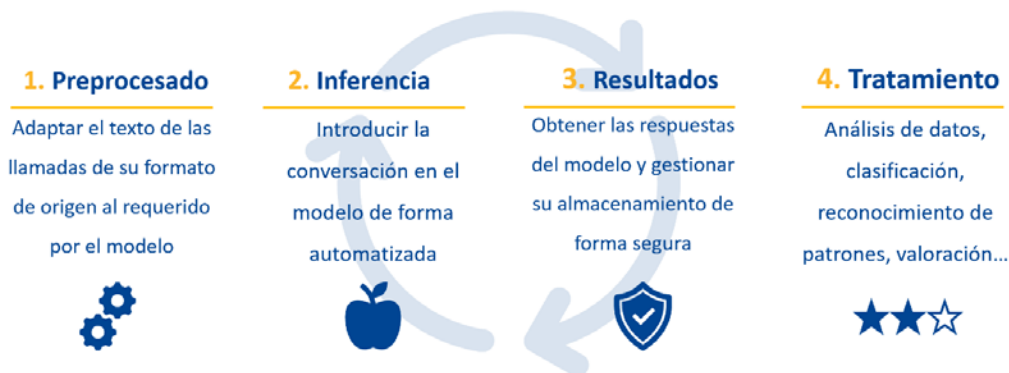 1. Preprocesado
Adaptar el texto de las
llamadas de su formato
de origen al requerido
por el modelo
2. Inferencia
Introducir la
conversación en el
modelo de forma
automatizada
3. Resultados
Obtener las respuestas
del modelo y gestionar
su almacenamiento de
forma segura
4. Tratamiento
Análisis de datos,
clasificación,
reconocimiento de
patrones, valoración...